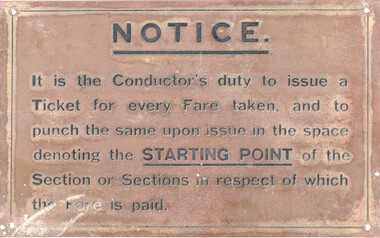 NOTICE.
It is the Conductor's duty to issue a
Ticket for every Fare taken, and to
punch the same upon issue in the space
denoting the STARTING POINT of the
Section or Sections in respect of which
the Fare is paid.